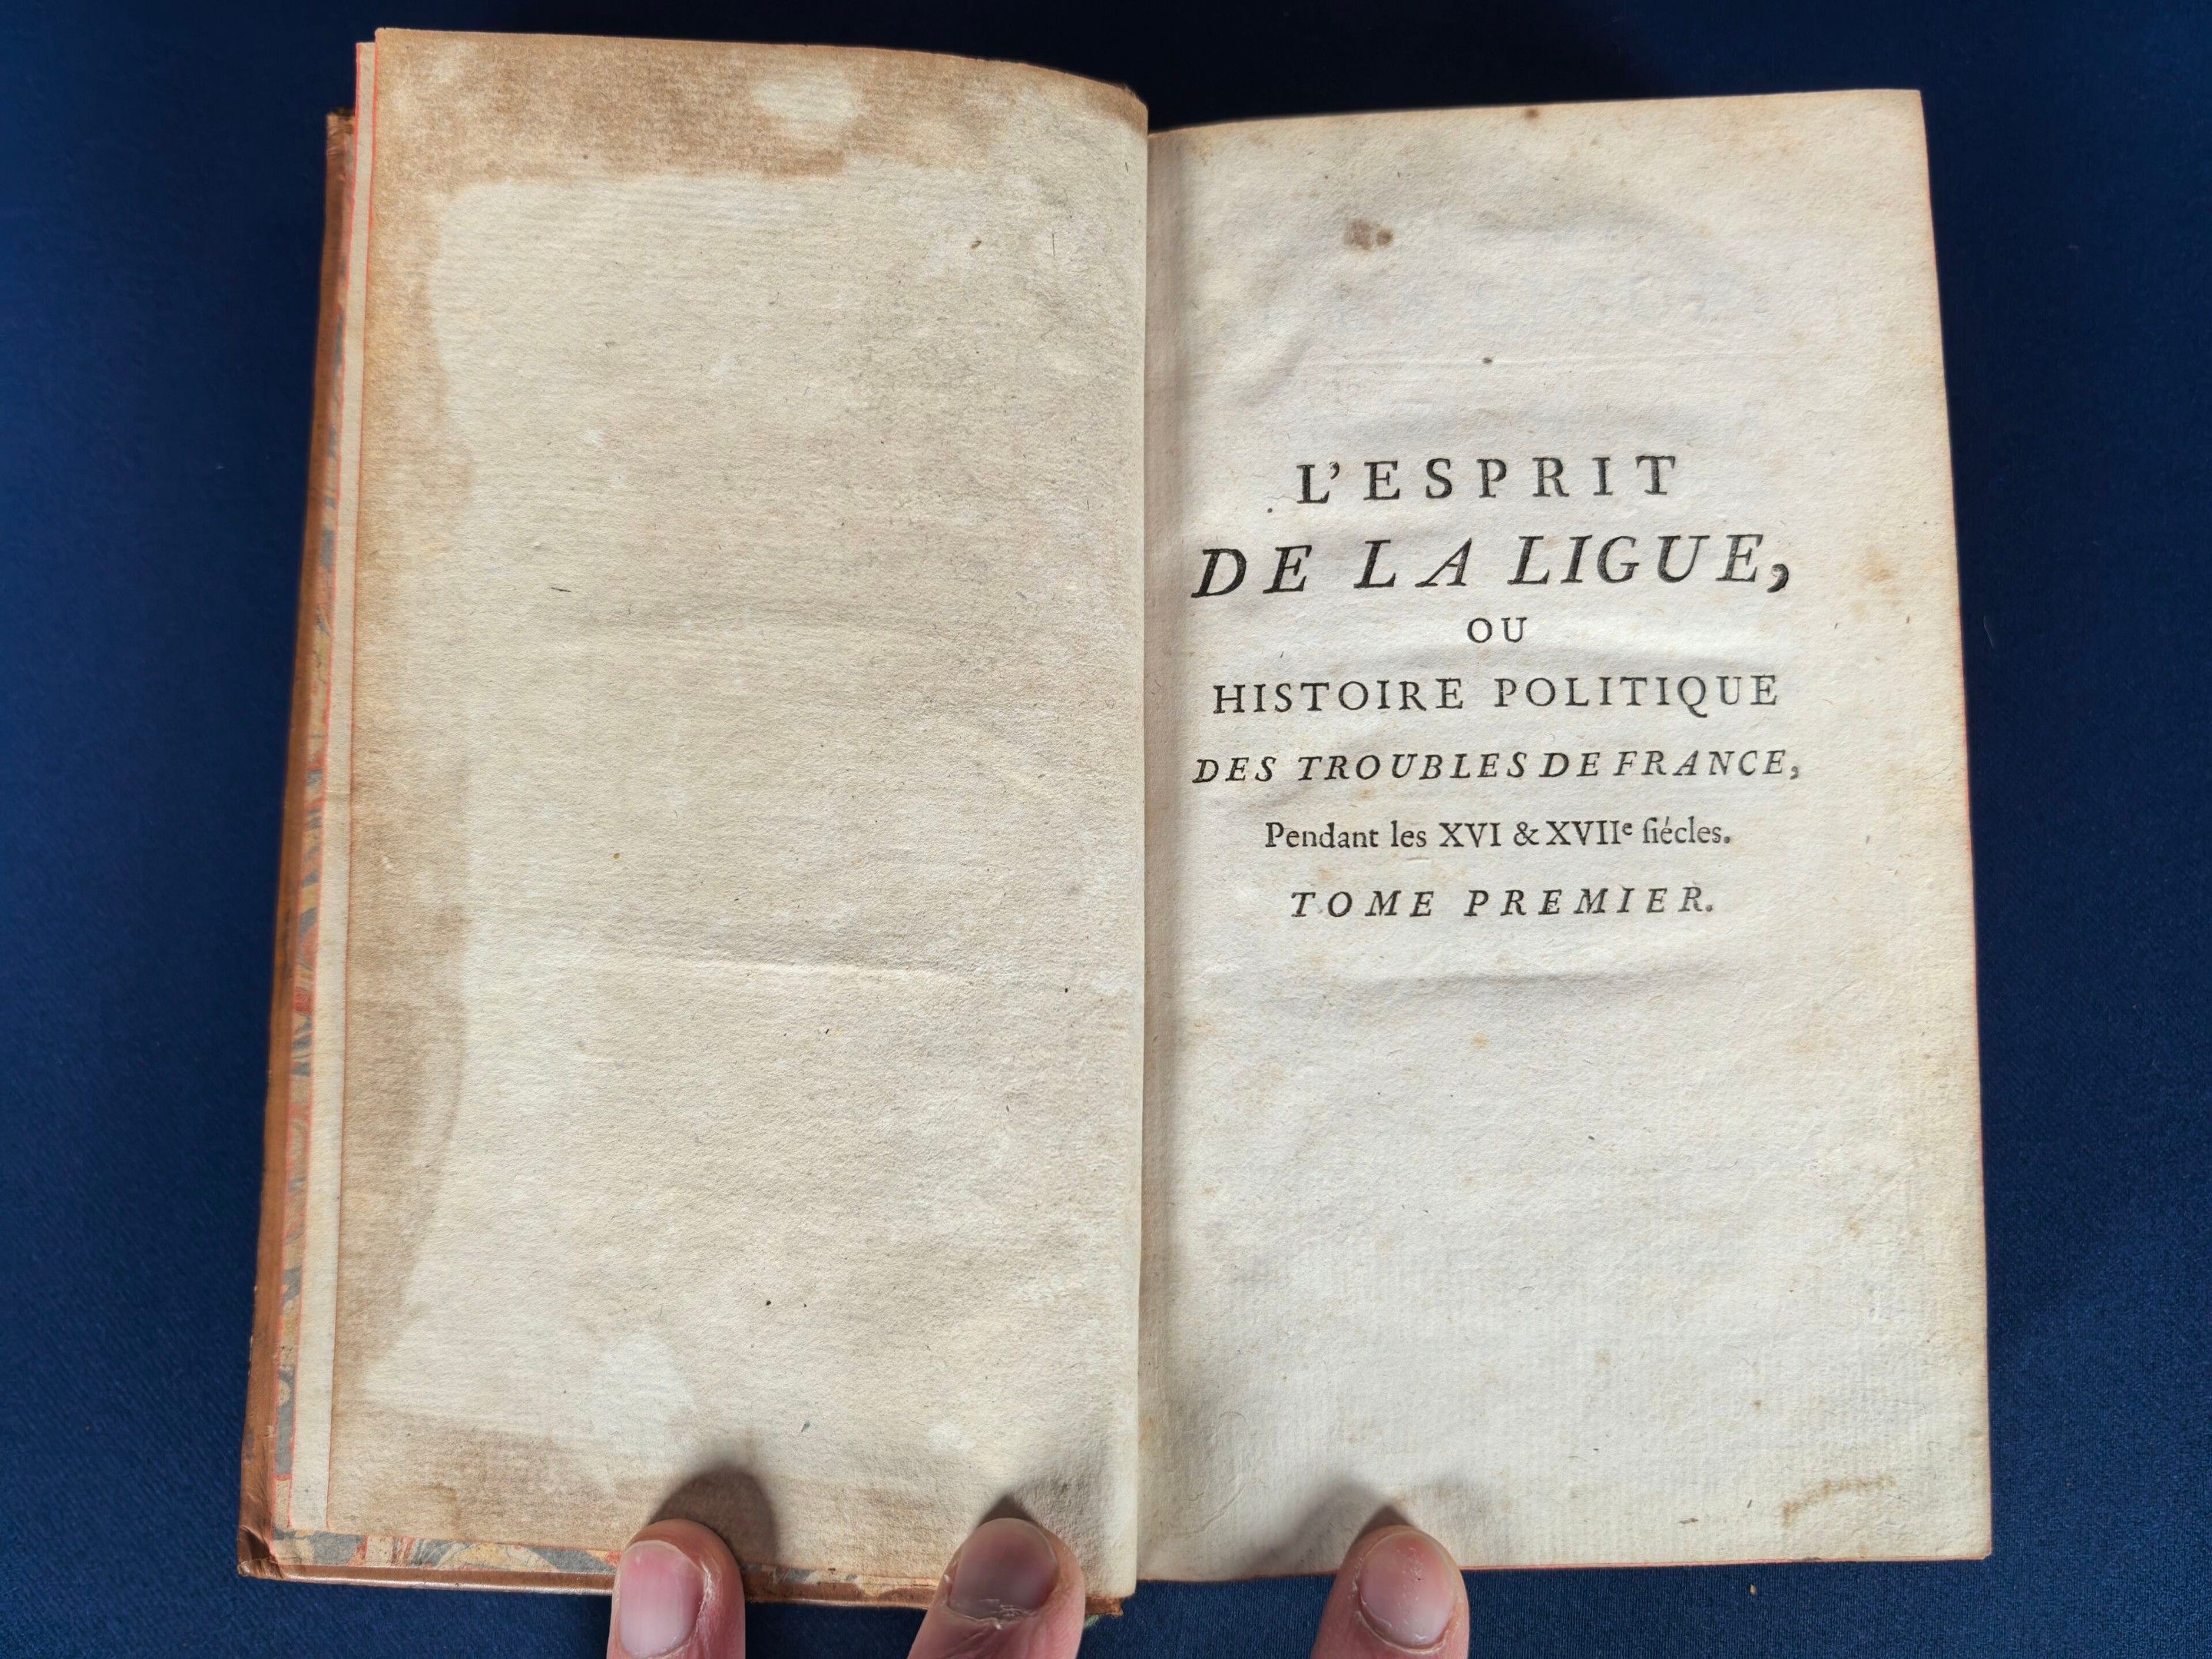 L'ESPRIT
DE LA LIGUE,
OU
HISTOIRE POLITIQUE
DES TROUBLES DE FRANCE,
Pendant les XVI & XVIIe ſiécles.
TOME PREMIER.